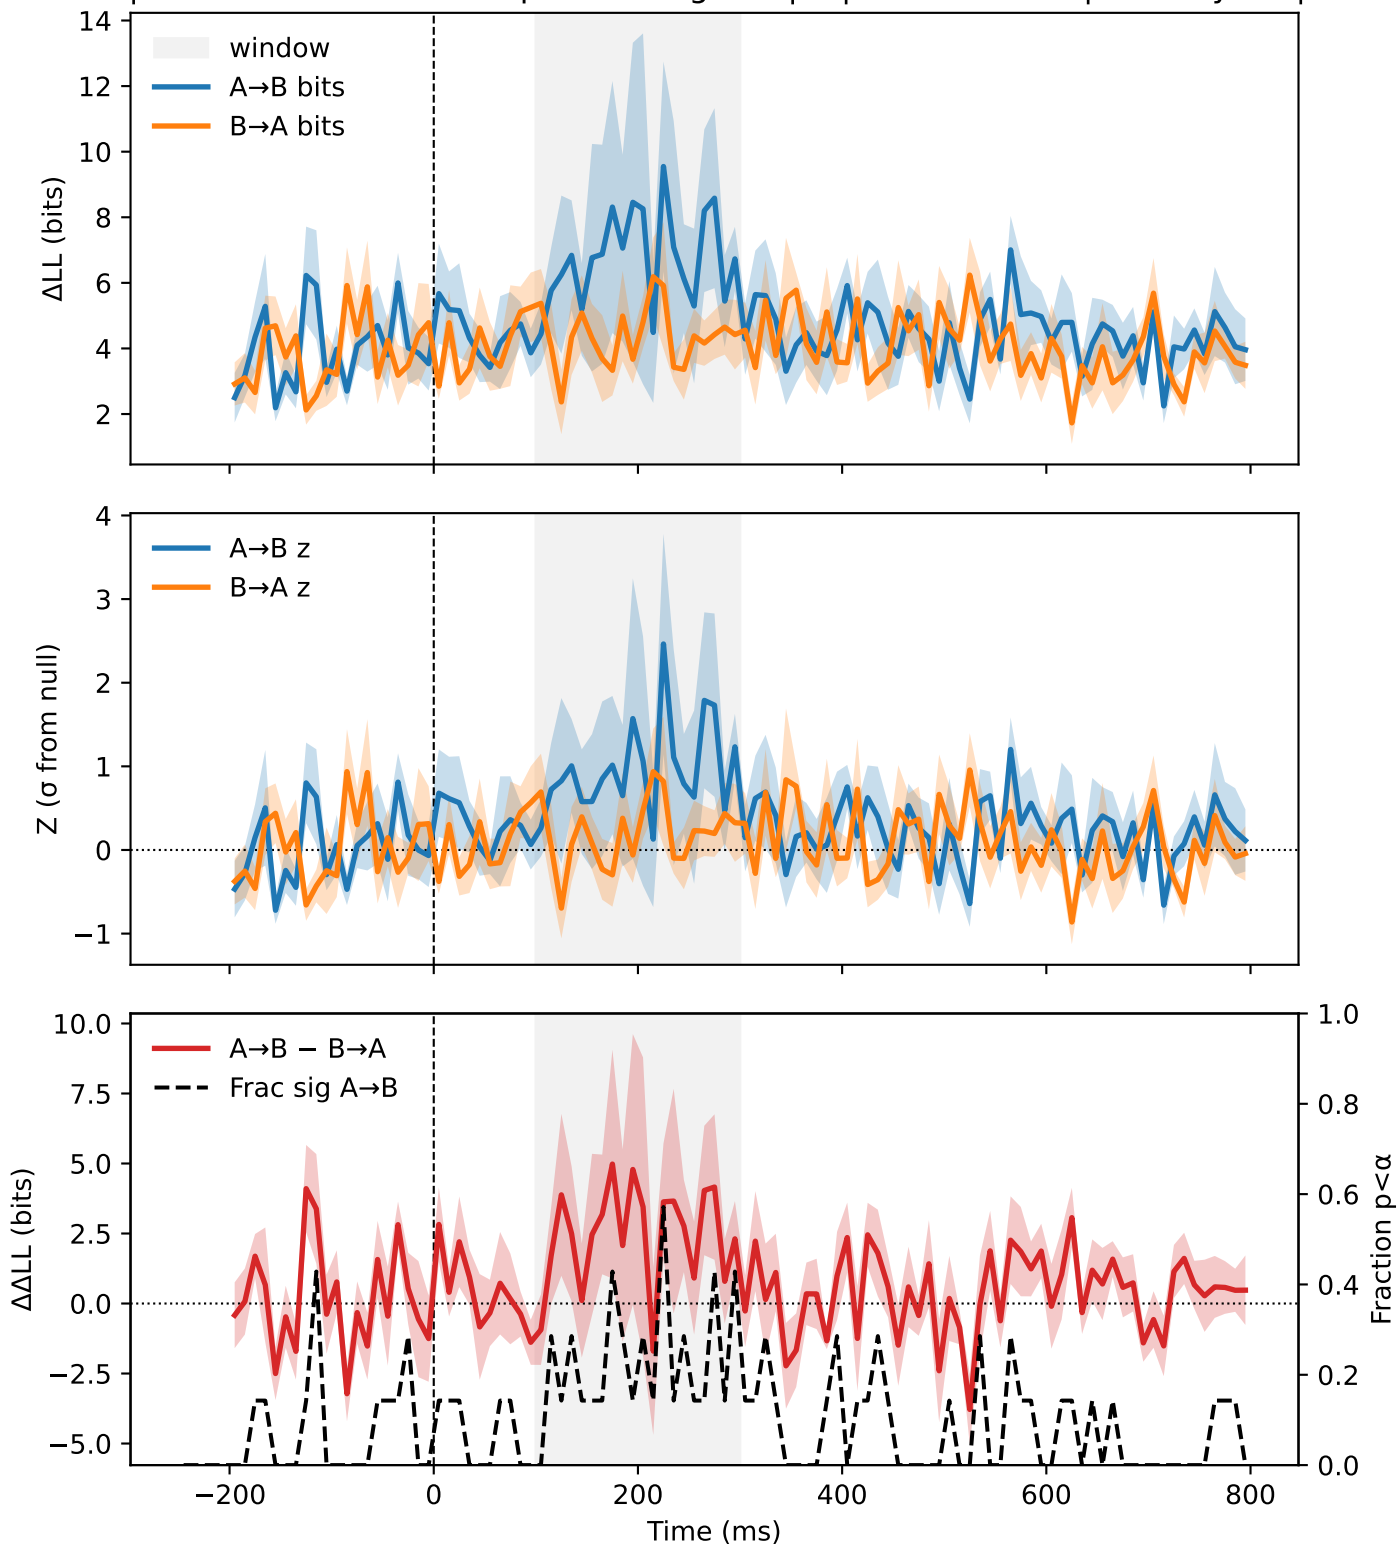 14
12
10
8
6
4
2
ΔLL (bits)
window
A→B bits
B→A bits
4
3
2
1
0
−1
Z (σ from null)
A→B z
B→A z
10.0
7.5
5.0
2.5
0.0
−2.5
−5.0
ΔΔLL (bits)
A→B − B→A
Frac sig A→B
1.0
0.8
0.6
0.4
0.2
0.0
Fraction p<α
−200 0 200 400 600 800
Time (ms)